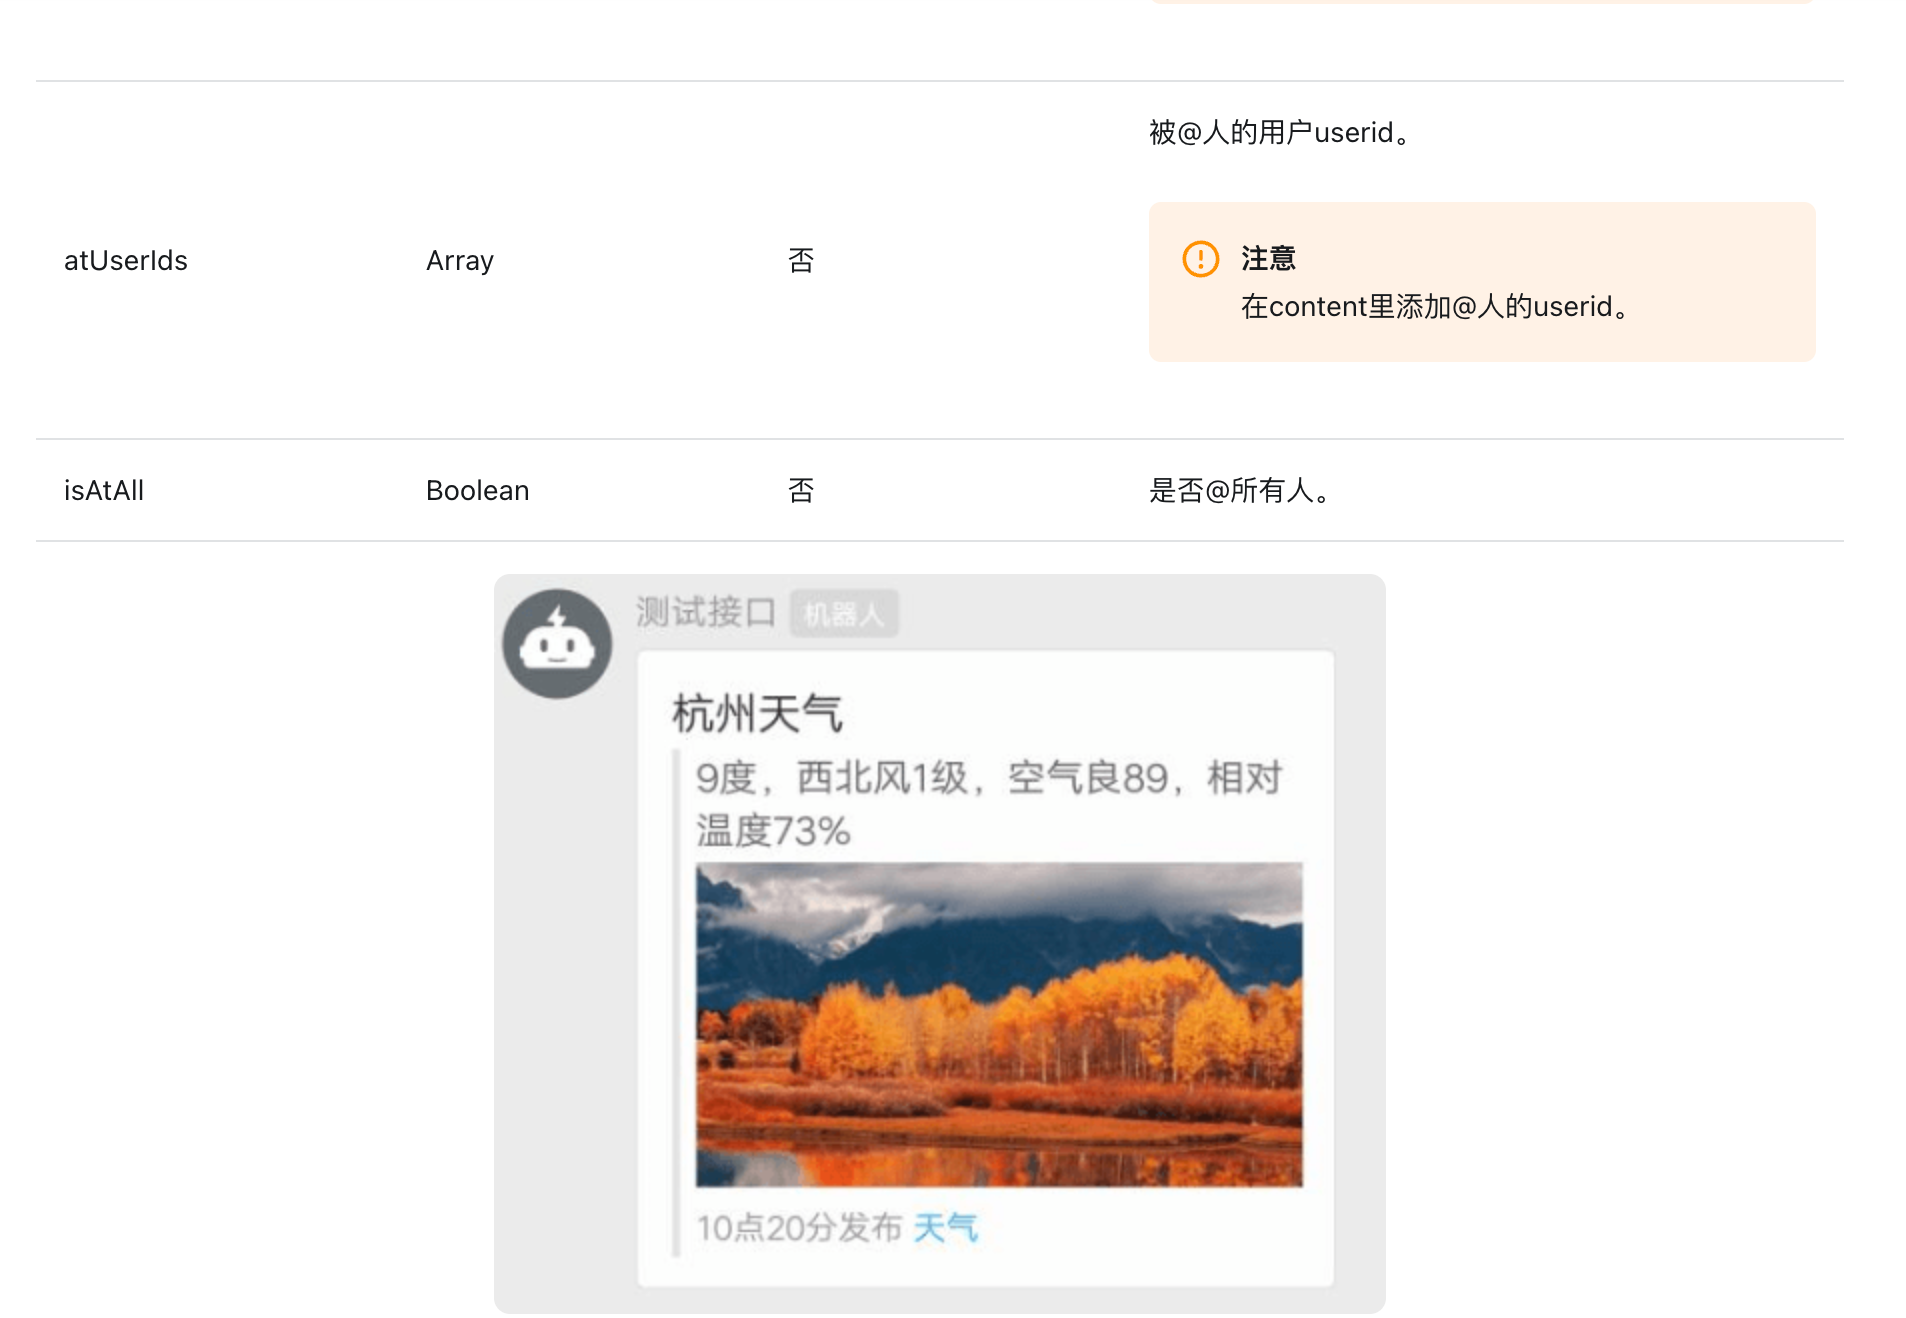 被@人的用户userid。
atUserIds Array 否
注意
在content里添加@人的userid。
isAtAll Boolean 否 是否@所有人。
测试接口 机器人
杭州天气
9度，西北风1级，空气良89，相对
温度73%
10点20分发布 天气